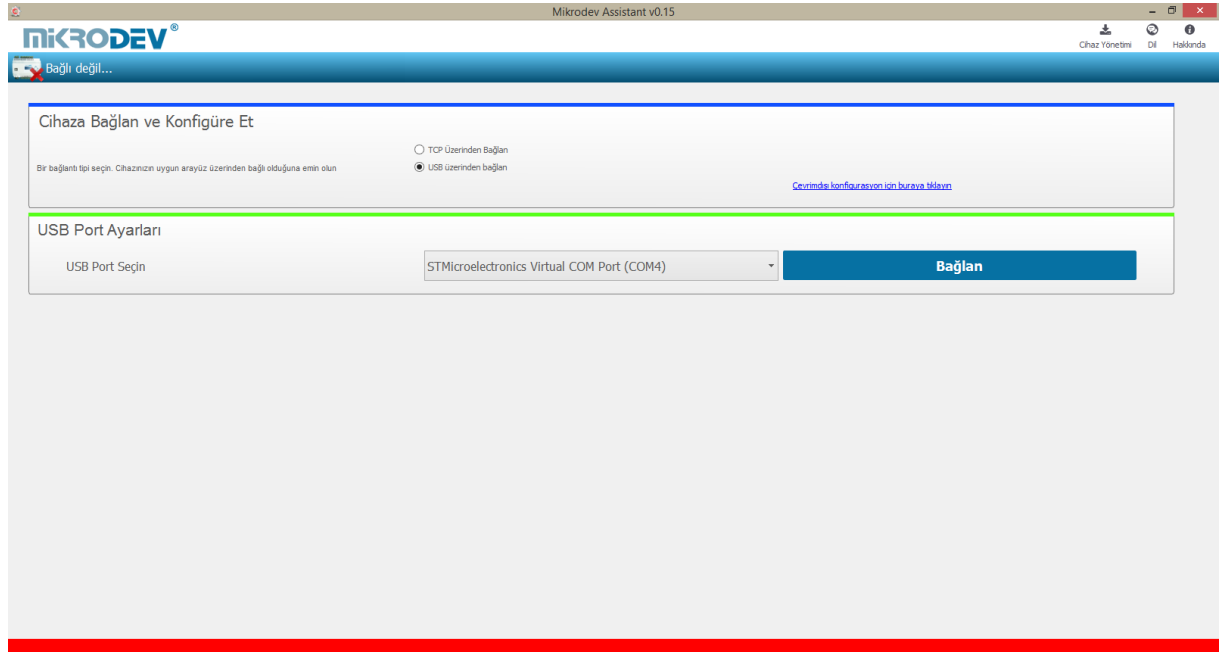 Mikrodev Assistant v0.15
MİKRODEV®
Cihaz Yönetimi
Dil
Hakkında
Bağlı değil...
Cihaza Bağlan ve Konfigüre Et
TCP Üzerinden Bağlan
Bir bağlantı tipi seçin. Cihazınızın uygun arayüz üzerinden bağlı olduğuna emin olun
USB üzerinden bağlan
Çevrimdışı konfigurasyon için buraya tıklayın
USB Port Ayarları
USB Port Seçin
STMicroelectronics Virtual COM Port (COM4)
Bağlan